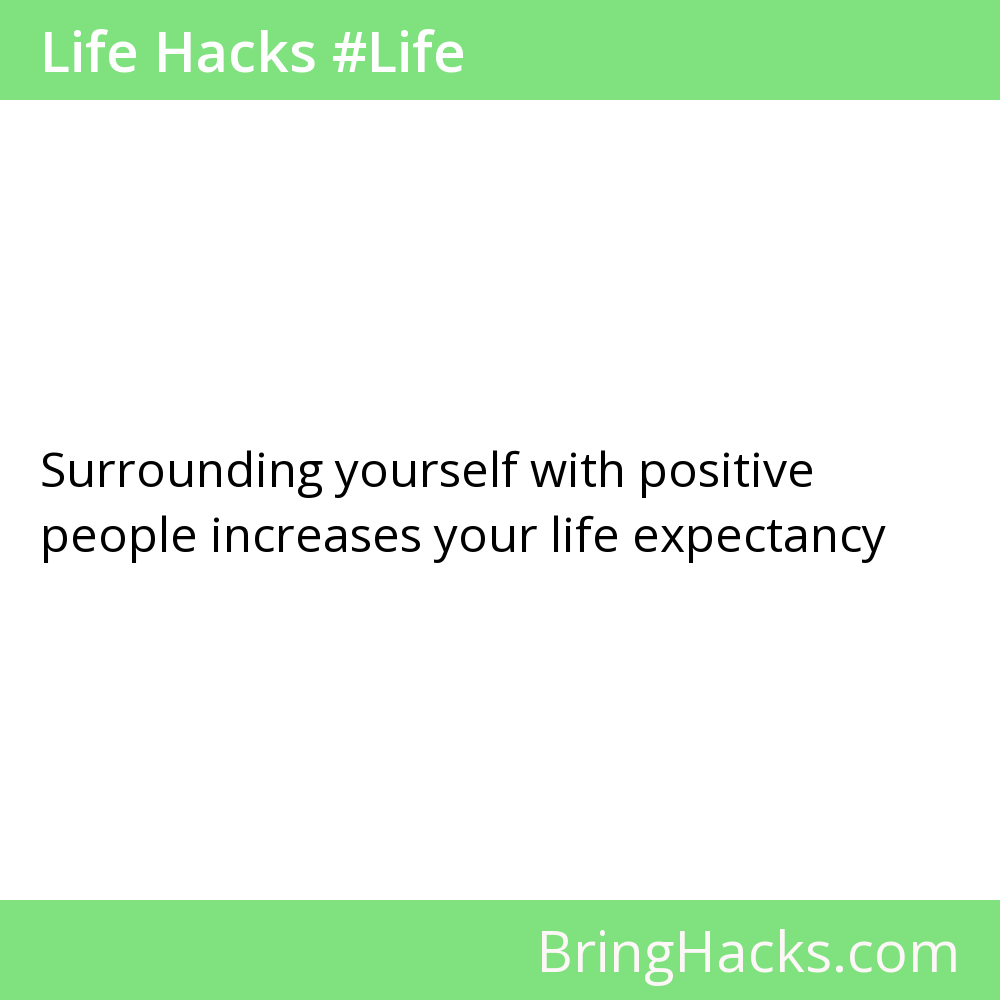 Life Hacks #Life
Surrounding yourself with positive
people increases your life expectancy
BringHacks.com